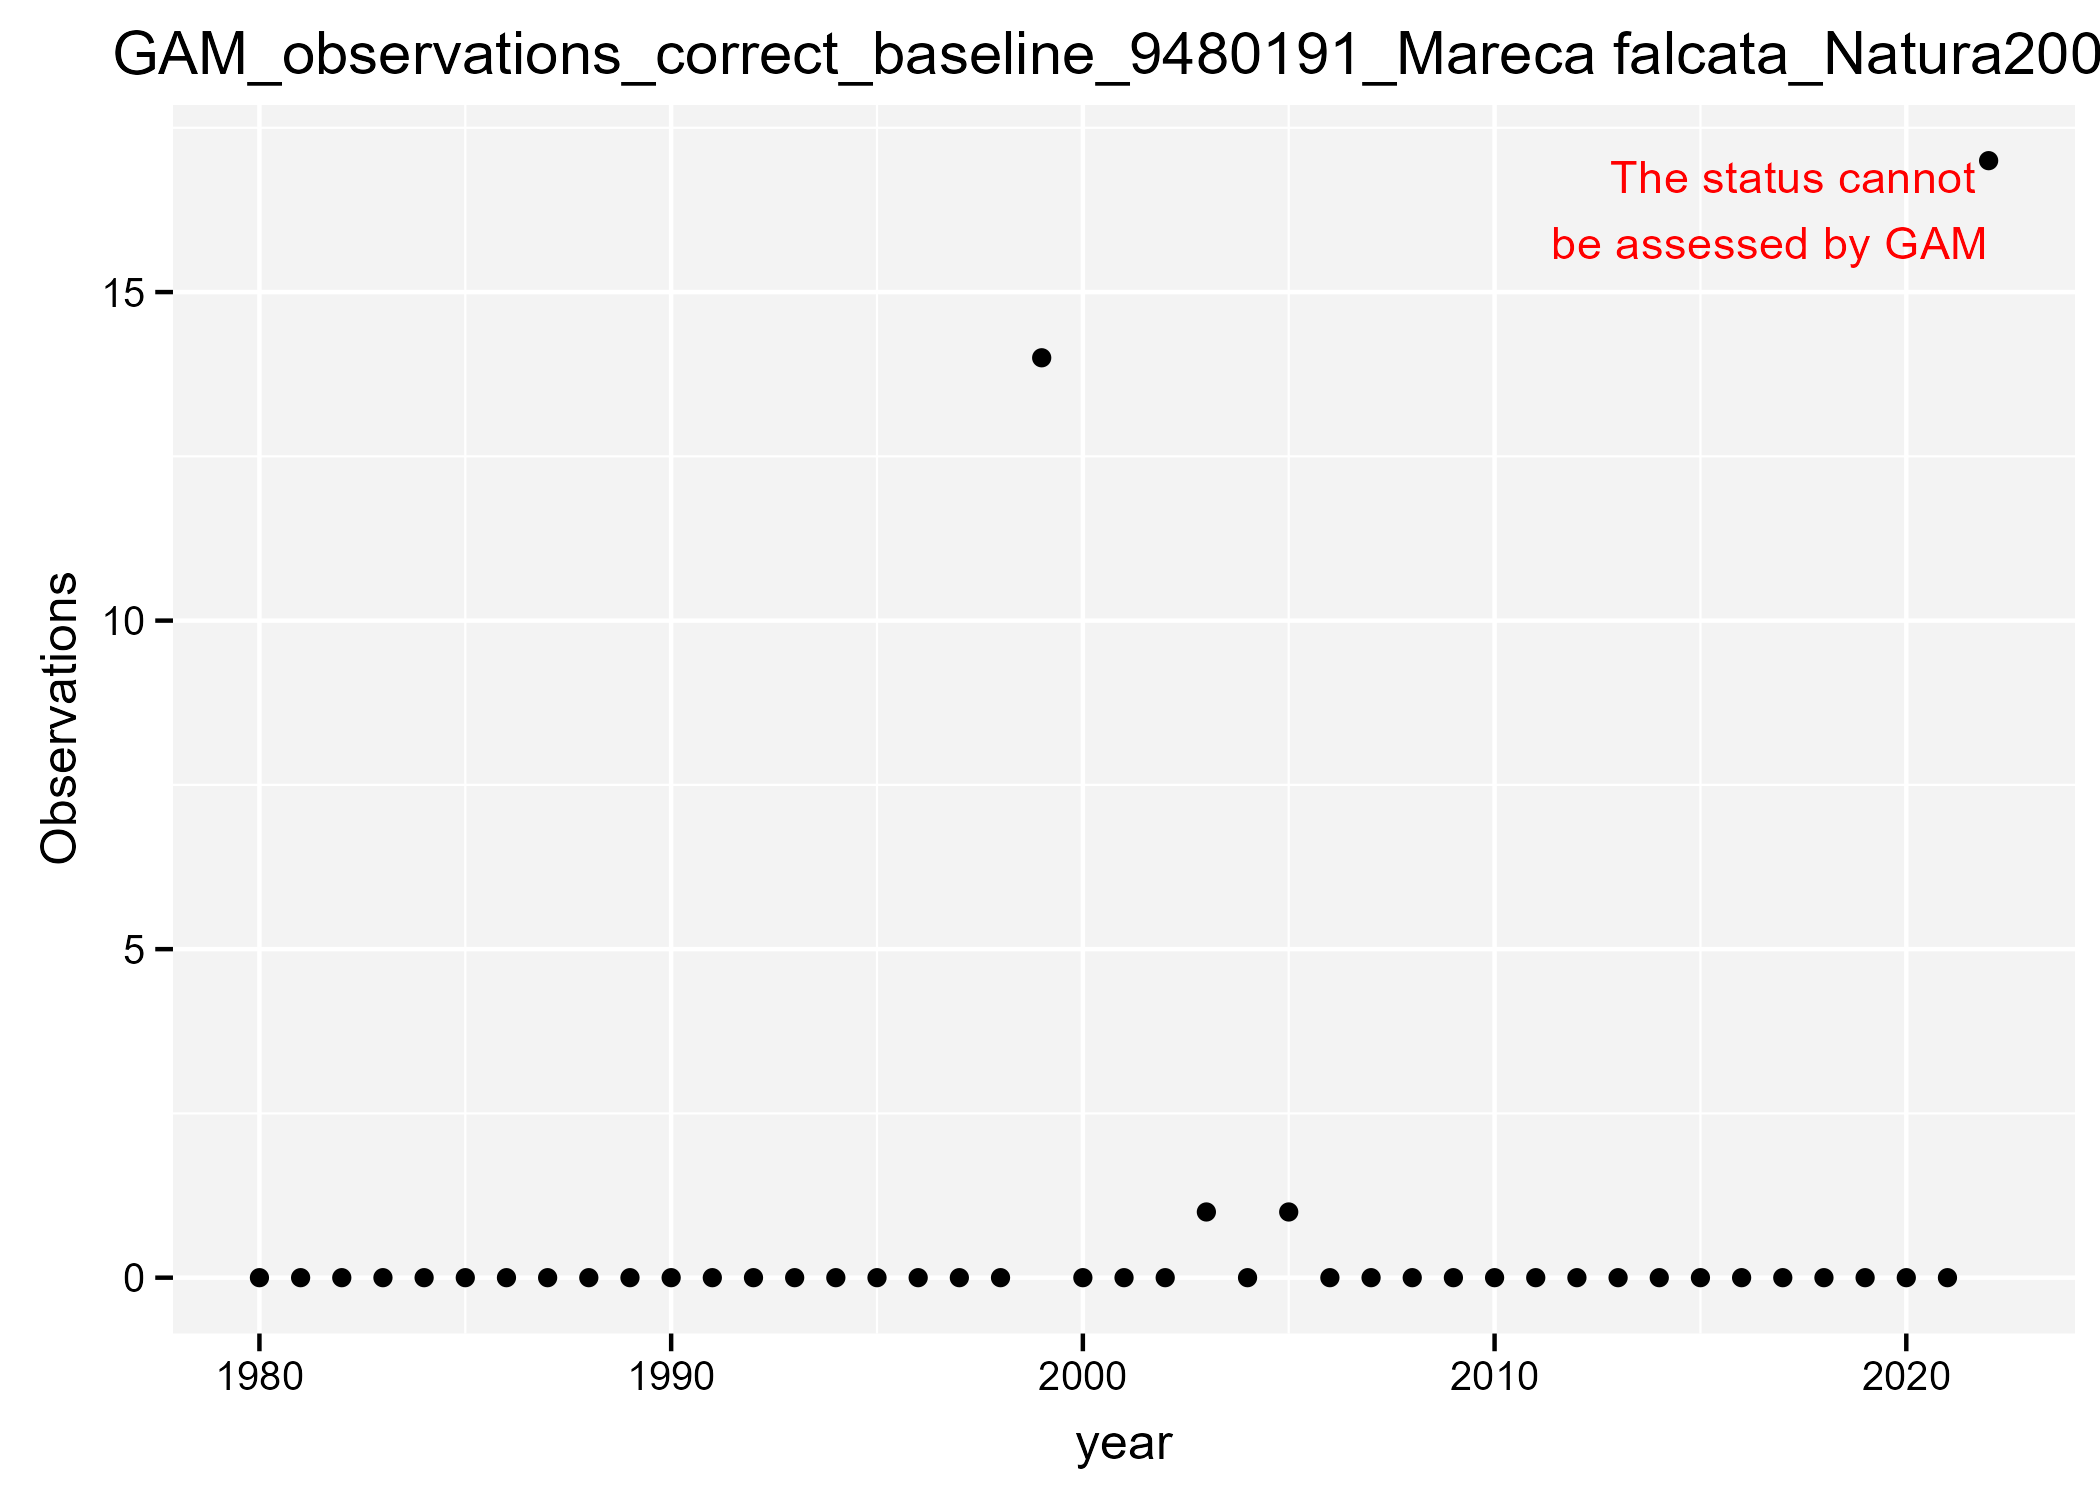 GAM_observations_correct_baseline_9480191_Mareca falcata_Natura200
The status cannot
be assessed by GAM
15
10
5
0
Observations
1980 1990 2000 2010 2020
year